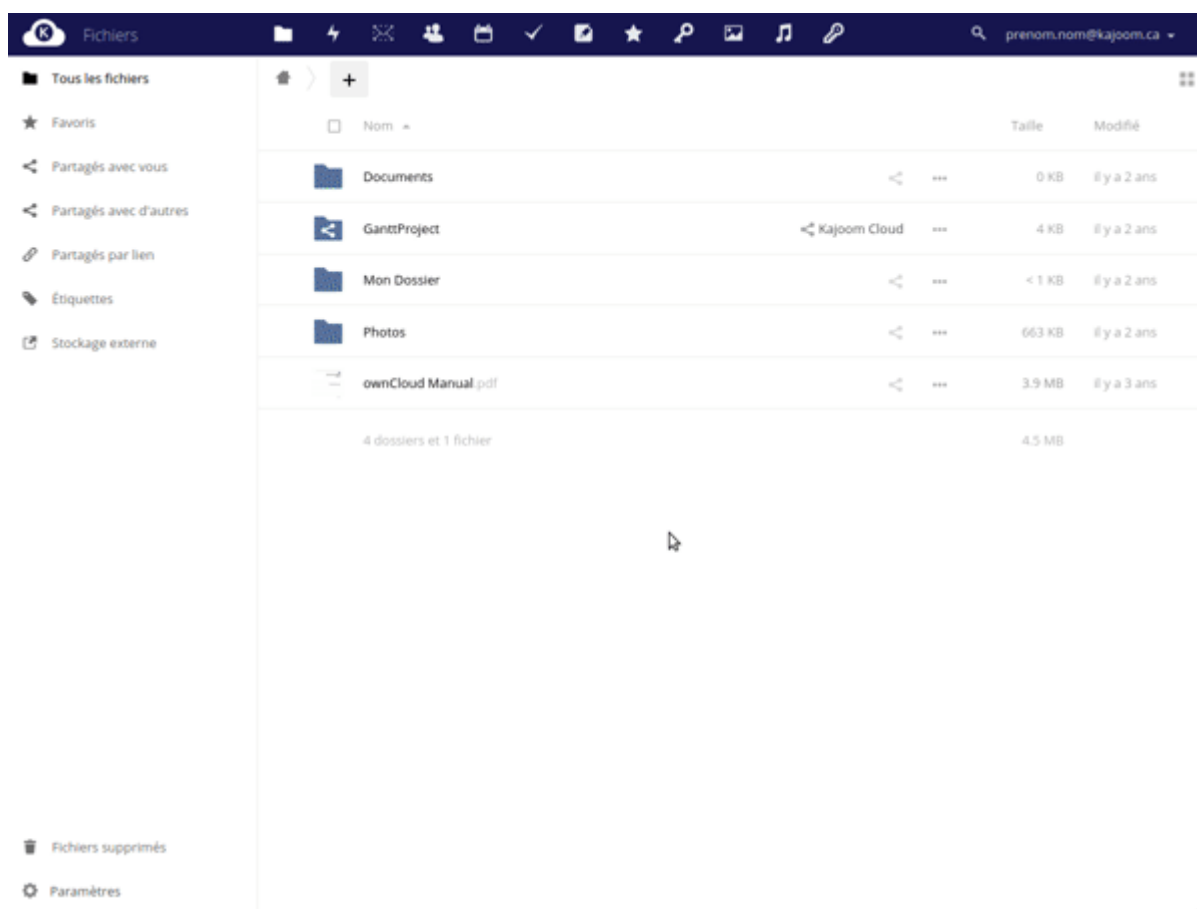 K Fichiers prenom.nom@kajoom.ca
Tous les fichiers
Favoris
Partagés avec vous
Partagés avec d'autres
Partagés par lien
Étiquettes
Stockage externe
Fichiers supprimés
Paramètres
+
Nom Taille Modifié
Documents 0 KB il y a 2 ans
GanttProject Kajoom Cloud 4 KB il y a 2 ans
Mon Dossier < 1 KB il y a 2 ans
Photos 663 KB il y a 2 ans
ownCloud Manual.pdf 3.9 MB il y a 3 ans
4 dossiers et 1 fichier 4.5 MB